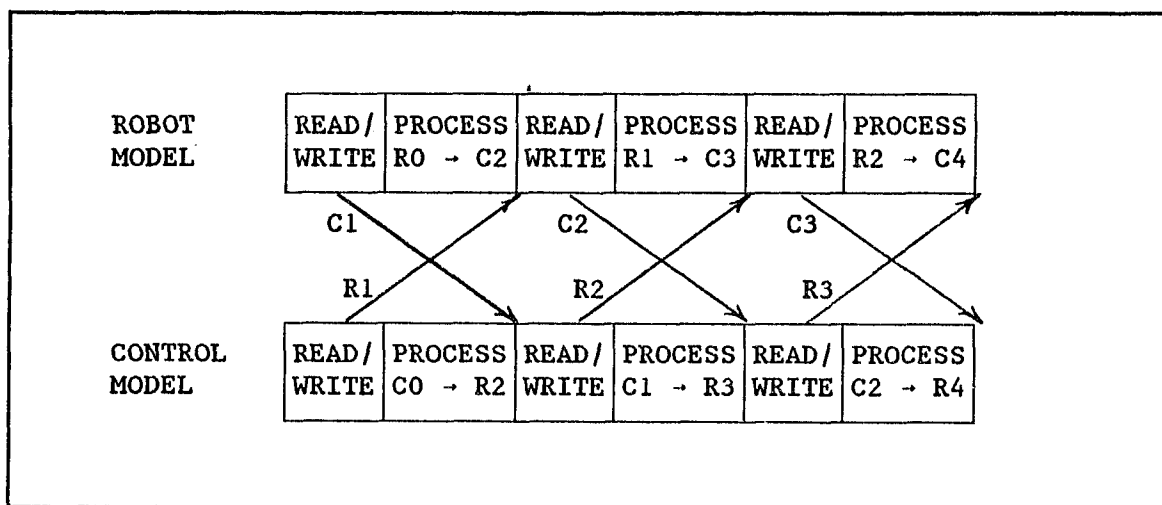 ROBOT READ/ PROCESS READ/ PROCESS READ/ PROCESS
MODEL WRITE R0 → C2 WRITE R1 → C3 WRITE R2 → C4
C1 C2 C3
R1 R2 R3
CONTROL READ/ PROCESS READ/ PROCESS READ/ PROCESS
MODEL WRITE C0 → R2 WRITE C1 → R3 WRITE C2 → R4